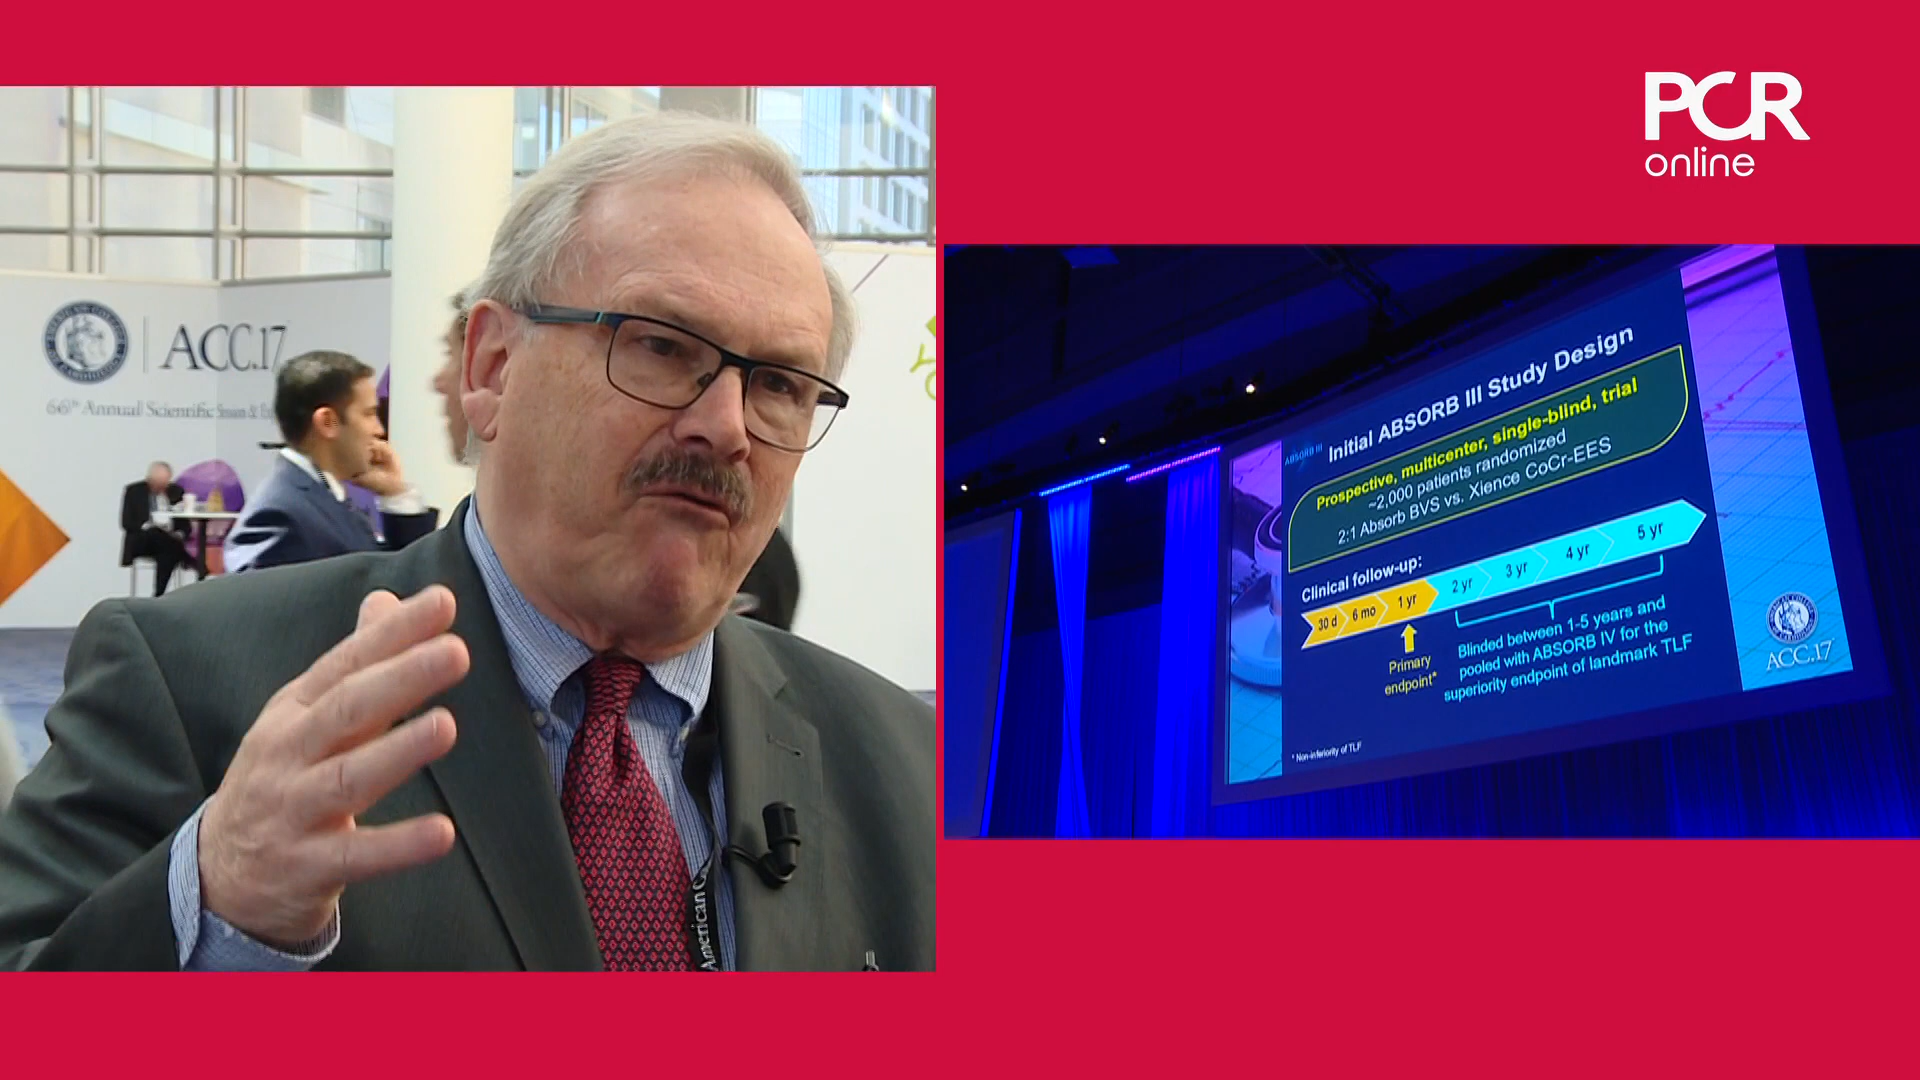 PCR
online
ACC.17
66th Annual Scientific Session &
American C
ABSORB III
Initial ABSORB III Study Design
Prospective, multicenter, single-blind, trial
~2,000 patients randomized
2:1 Absorb BVS vs. Xience CoCr-EES
Clinical follow-up:
30 d 6 mo 1 yr 2 yr 3 yr 4 yr 5 yr
Primary
endpoint*
Blinded between 1-5 years and
pooled with ABSORB IV for the
superiority endpoint of landmark TLF
* Non-inferiority of TLF
ACC.17